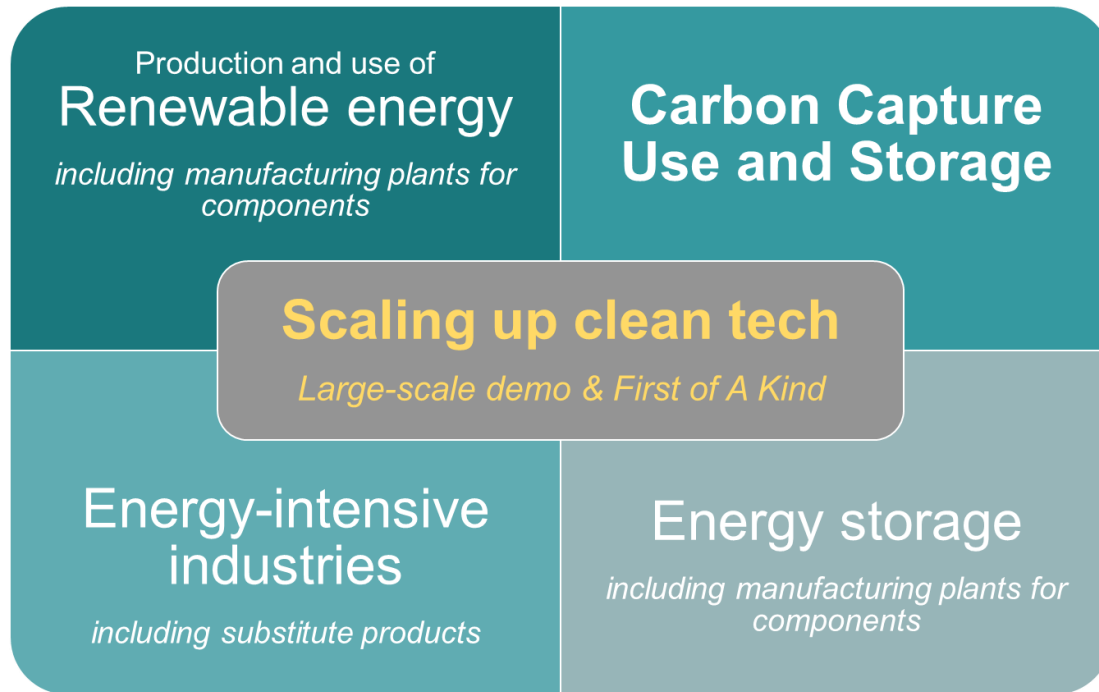 Production and use of
Renewable energy
including manufacturing plants for
components
Carbon Capture
Use and Storage
Scaling up clean tech
Large-scale demo & First of A Kind
Energy-intensive
industries
including substitute products
Energy storage
including manufacturing plants for
components